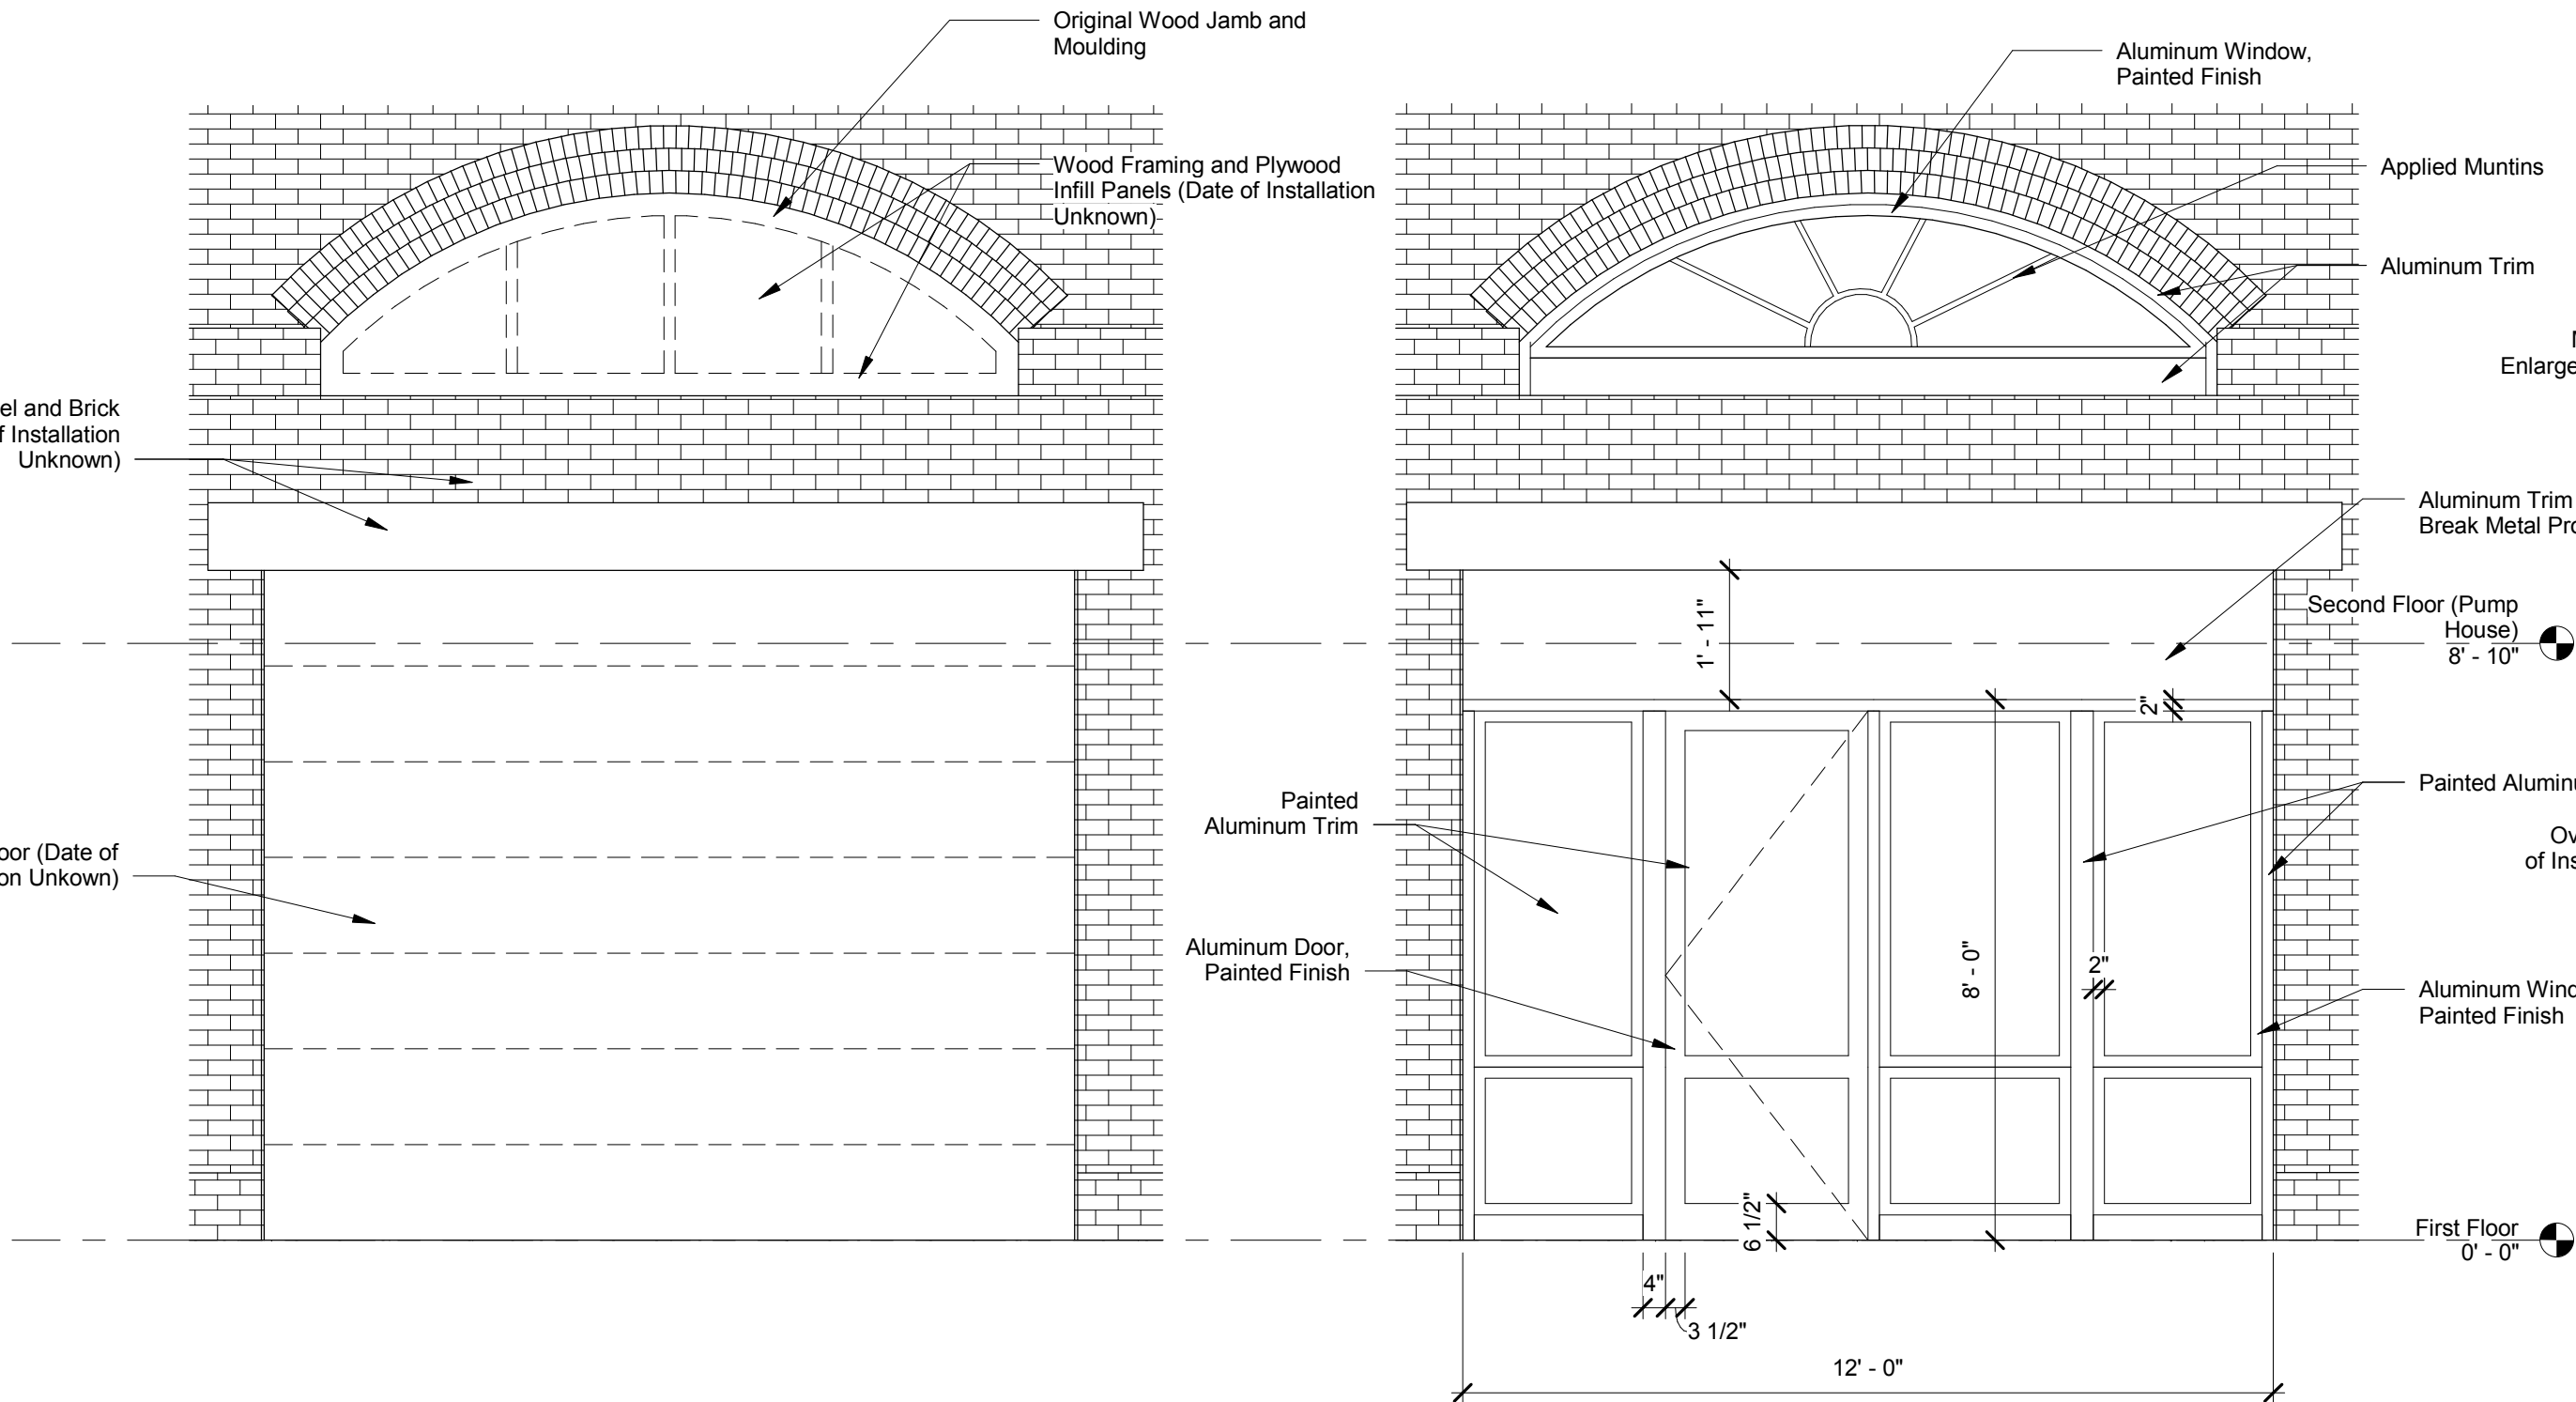 Original Wood Jamb and
Moulding
Wood Framing and Plywood
Infill Panels (Date of Installation
Unknown)
el and Brick
f Installation
Unknown)
oor (Date of
on Unkown)
Aluminum Window,
Painted Finish
Applied Muntins
Aluminum Trim
Enlarge
Aluminum Trim
Break Metal Pro
Second Floor (Pump
House)
8' - 10"
1' - 11"
2"
Painted Aluminu
Painted
Aluminum Trim
Ov
of Ins
Aluminum Door,
Painted Finish
8' - 0"
2"
Aluminum Wind
Painted Finish
6 1/2"
First Floor
0' - 0"
4"
3 1/2"
12' - 0"